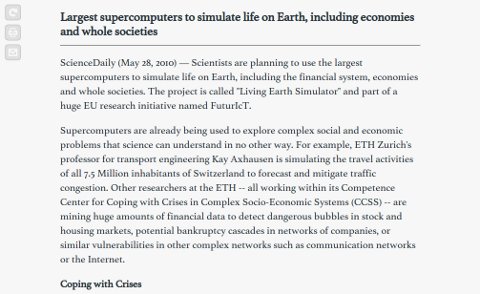 Largest supercomputers to simulate life on Earth, including economies
and whole societies
ScienceDaily (May 28, 2010) — Scientists are planning to use the largest
supercomputers to simulate life on Earth, including the financial system, economies
and whole societies. The project is called "Living Earth Simulator" and part of a
huge EU research initiative named FuturIcT.
Supercomputers are already being used to explore complex social and economic
problems that science can understand in no other way. For example, ETH Zurich's
professor for transport engineering Kay Axhausen is simulating the travel activities
of all 7.5 Million inhabitants of Switzerland to forecast and mitigate traffic
congestion. Other researchers at the ETH -- all working within its Competence
Center for Coping with Crises in Complex Socio-Economic Systems (CCSS) -- are
mining huge amounts of financial data to detect dangerous bubbles in stock and
housing markets, potential bankruptcy cascades in networks of companies, or
similar vulnerabilities in other complex networks such as communication networks
or the Internet.
Coping with Crises